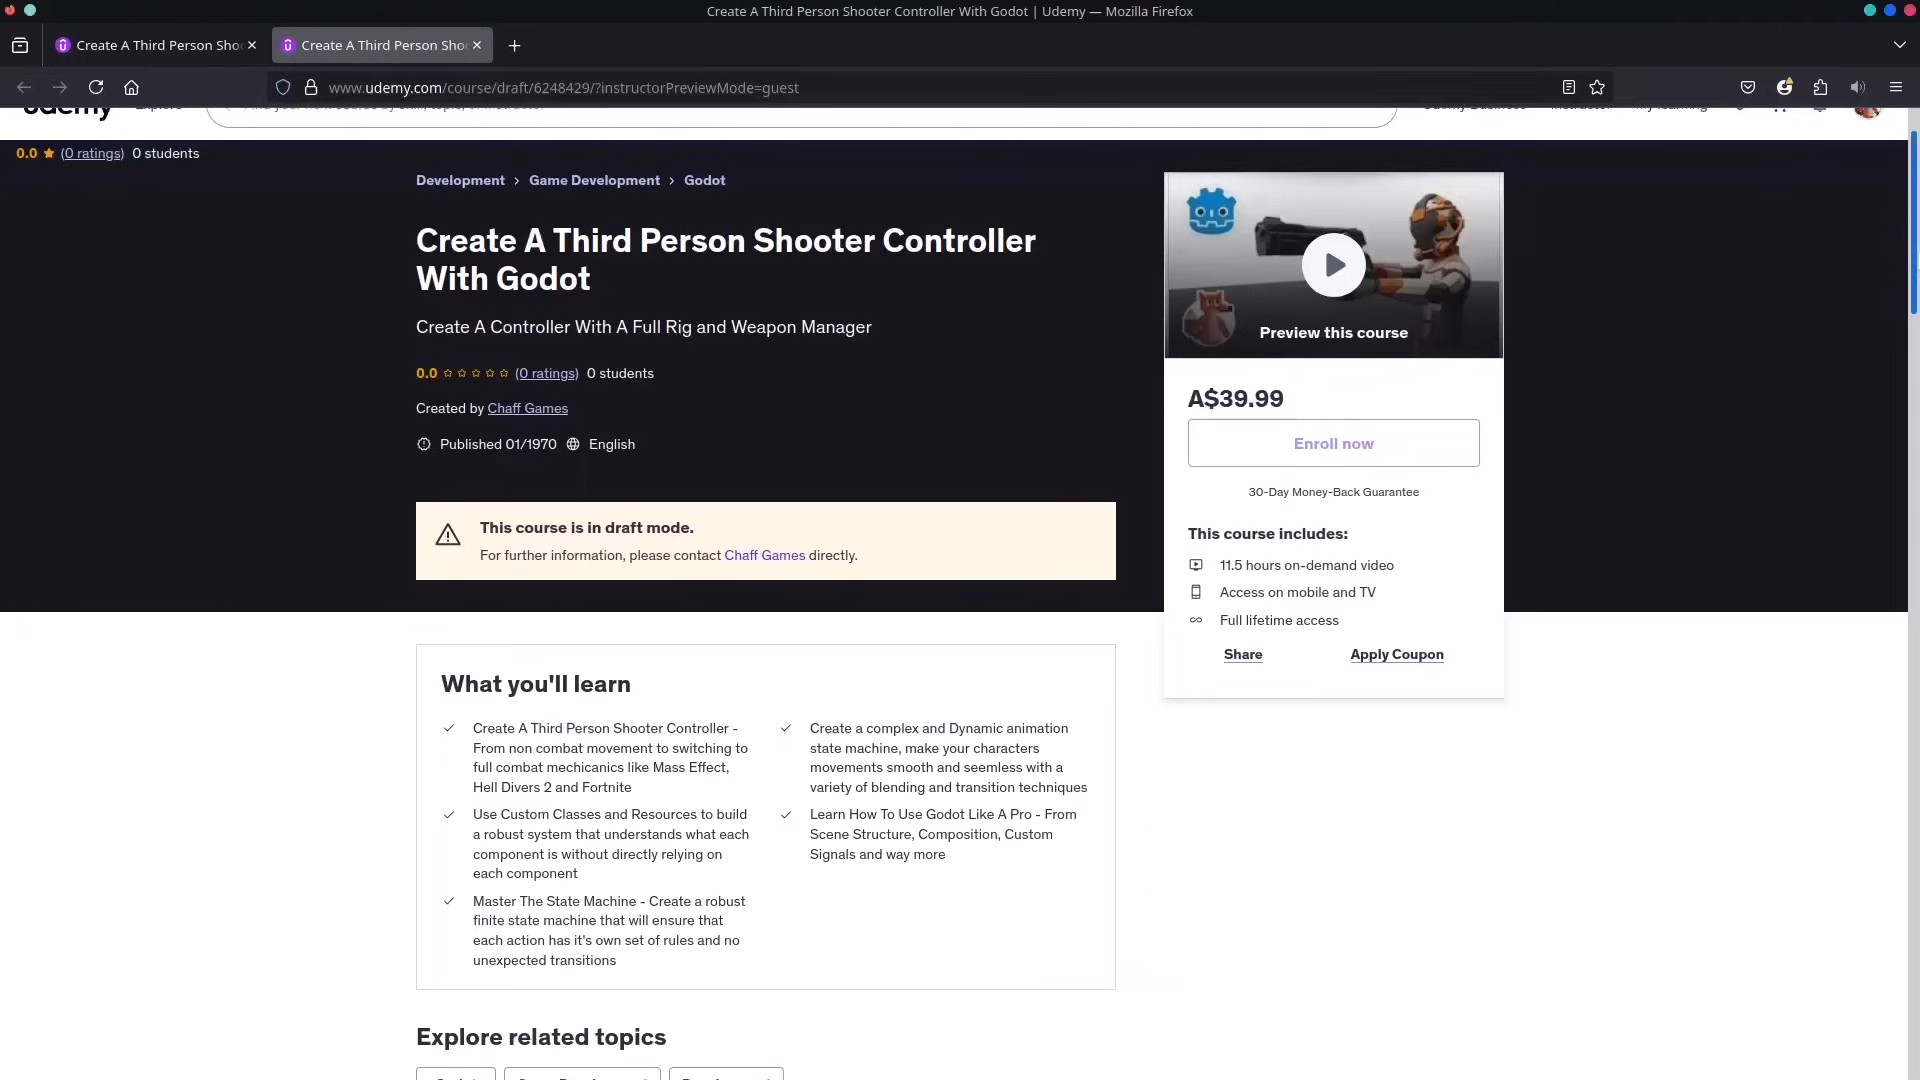 Create A Third Person Shooter Controller With Godot | Udemy — Mozilla Firefox
Create A Third Person Sho
Create A Third Person Sho
www.udemy.com/course/draft/6248429/?instructorPreviewMode=guest
udemy
0.0 (0 ratings) 0 students
Development > Game Development > Godot
Create A Third Person Shooter Controller
With Godot
Create A Controller With A Full Rig and Weapon Manager
0.0 (0 ratings) 0 students
Created by Chaff Games
Published 01/1970 English
This course is in draft mode.
For further information, please contact Chaff Games directly.
Preview this course
A$39.99
Enroll now
30-Day Money-Back Guarantee
This course includes:
11.5 hours on-demand video
Access on mobile and TV
Full lifetime access
Share Apply Coupon
What you'll learn
Create A Third Person Shooter Controller -
From non combat movement to switching to
full combat mechicanics like Mass Effect,
Hell Divers 2 and Fortnite
Create a complex and Dynamic animation
state machine, make your characters
movements smooth and seemless with a
variety of blending and transition techniques
Use Custom Classes and Resources to build
a robust system that understands what each
component is without directly relying on
each component
Learn How To Use Godot Like A Pro - From
Scene Structure, Composition, Custom
Signals and way more
Master The State Machine - Create a robust
finite state machine that will ensure that
each action has it's own set of rules and no
unexpected transitions
Explore related topics